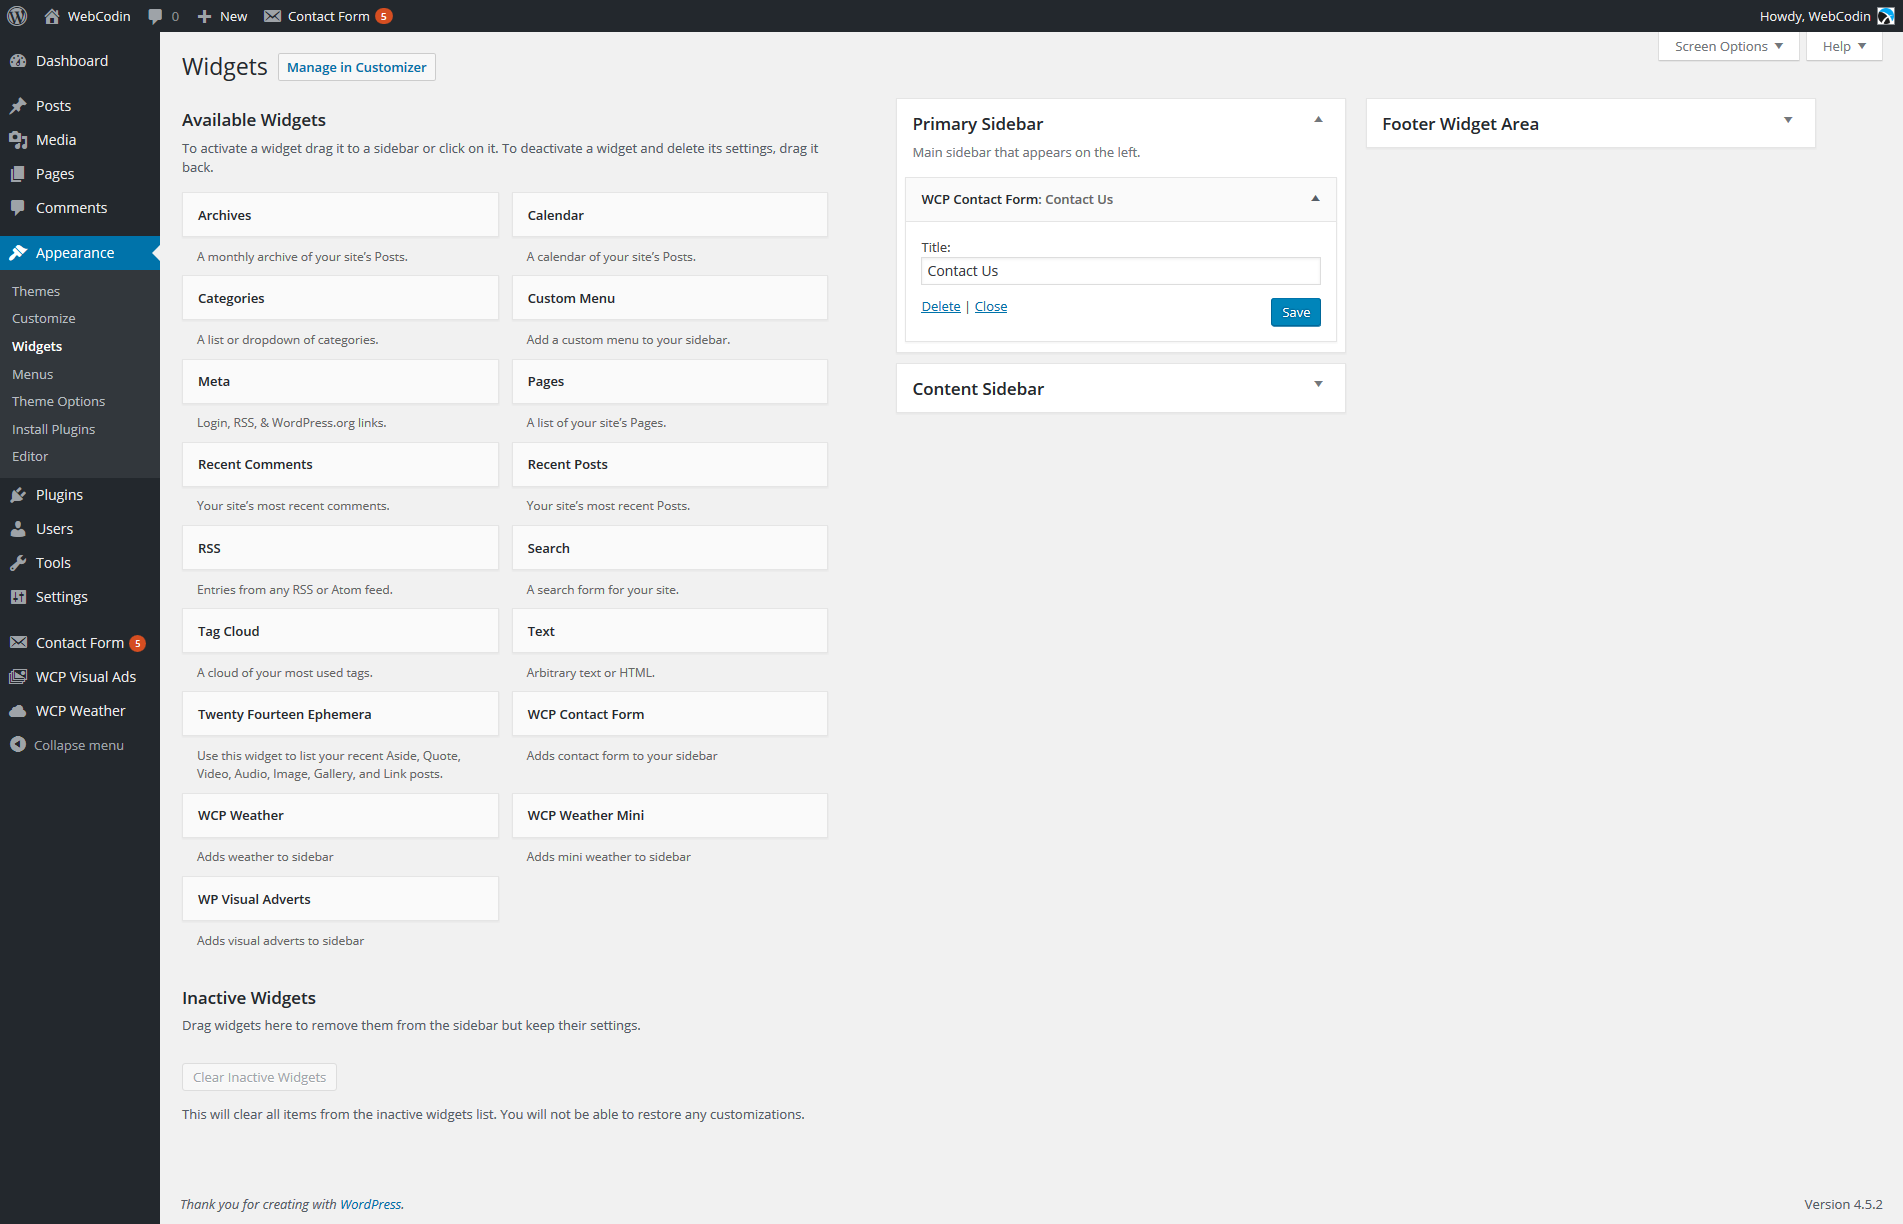 WebCodin
0
New
Contact Form 5
Howdy, WebCodin
Dashboard
Posts
Media
Pages
Comments
Appearance
Themes
Customize
Widgets
Menus
Theme Options
Install Plugins
Editor
Plugins
Users
Tools
Settings
Contact Form 5
WCP Visual Ads
WCP Weather
Collapse menu
Screen Options
Help
Widgets
Manage in Customizer
Available Widgets
To activate a widget drag it to a sidebar or click on it. To deactivate a widget and delete its settings, drag it
back.
Archives
A monthly archive of your site’s Posts.
Calendar
A calendar of your site’s Posts.
Categories
A list or dropdown of categories.
Custom Menu
Add a custom menu to your sidebar.
Meta
Login, RSS, & WordPress.org links.
Pages
A list of your site’s Pages.
Recent Comments
Your site’s most recent comments.
Recent Posts
Your site’s most recent Posts.
RSS
Entries from any RSS or Atom feed.
Search
A search form for your site.
Tag Cloud
A cloud of your most used tags.
Text
Arbitrary text or HTML.
Twenty Fourteen Ephemera
Use this widget to list your recent Aside, Quote,
Video, Audio, Image, Gallery, and Link posts.
WCP Contact Form
Adds contact form to your sidebar
WCP Weather
Adds weather to sidebar
WCP Weather Mini
Adds mini weather to sidebar
WP Visual Adverts
Adds visual adverts to sidebar
Inactive Widgets
Drag widgets here to remove them from the sidebar but keep their settings.
Clear Inactive Widgets
This will clear all items from the inactive widgets list. You will not be able to restore any customizations.
Primary Sidebar
Main sidebar that appears on the left.
WCP Contact Form: Contact Us
Title:
Contact Us
Delete | Close
Save
Content Sidebar
Footer Widget Area
Thank you for creating with WordPress.
Version 4.5.2